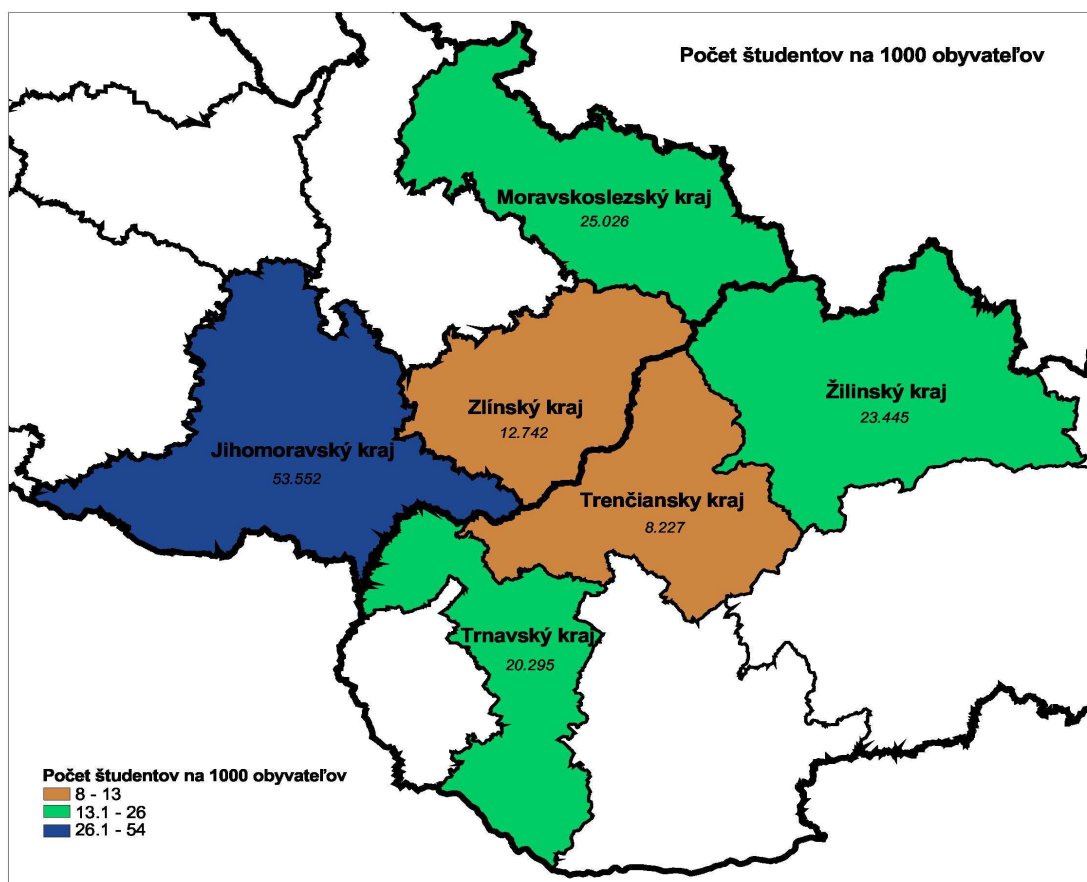 Počet študentov na 1000 obyvateľov
Moravskoslezský kraj
25.026
Žilinský kraj
23.445
Zlínský kraj
12.742
Jihomoravský kraj
53.552
Trenčiansky kraj
8.227
Trnavský kraj
20.295
Počet študentov na 1000 obyvateľov
8 - 13
13.1 - 26
26.1 - 54